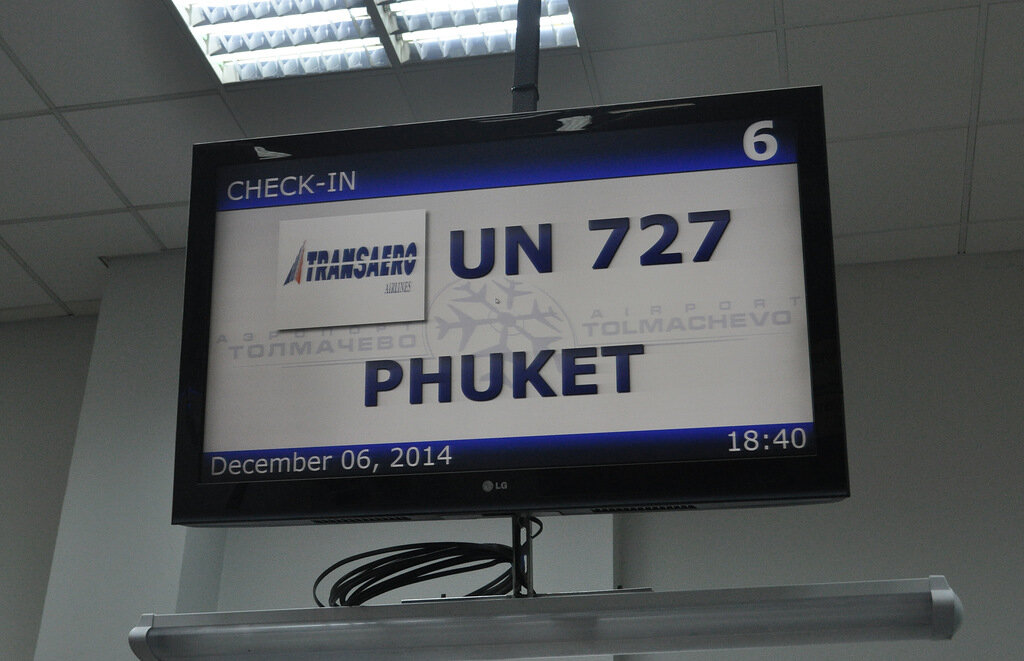 6
CHECK-IN
TRANSAERO
AIRLINES
UN 727
АЭРОПОРТ
ТОЛМАЧЕВО
AIRPORT
TOLMACHEVO
PHUKET
December 06, 2014
18:40
LG